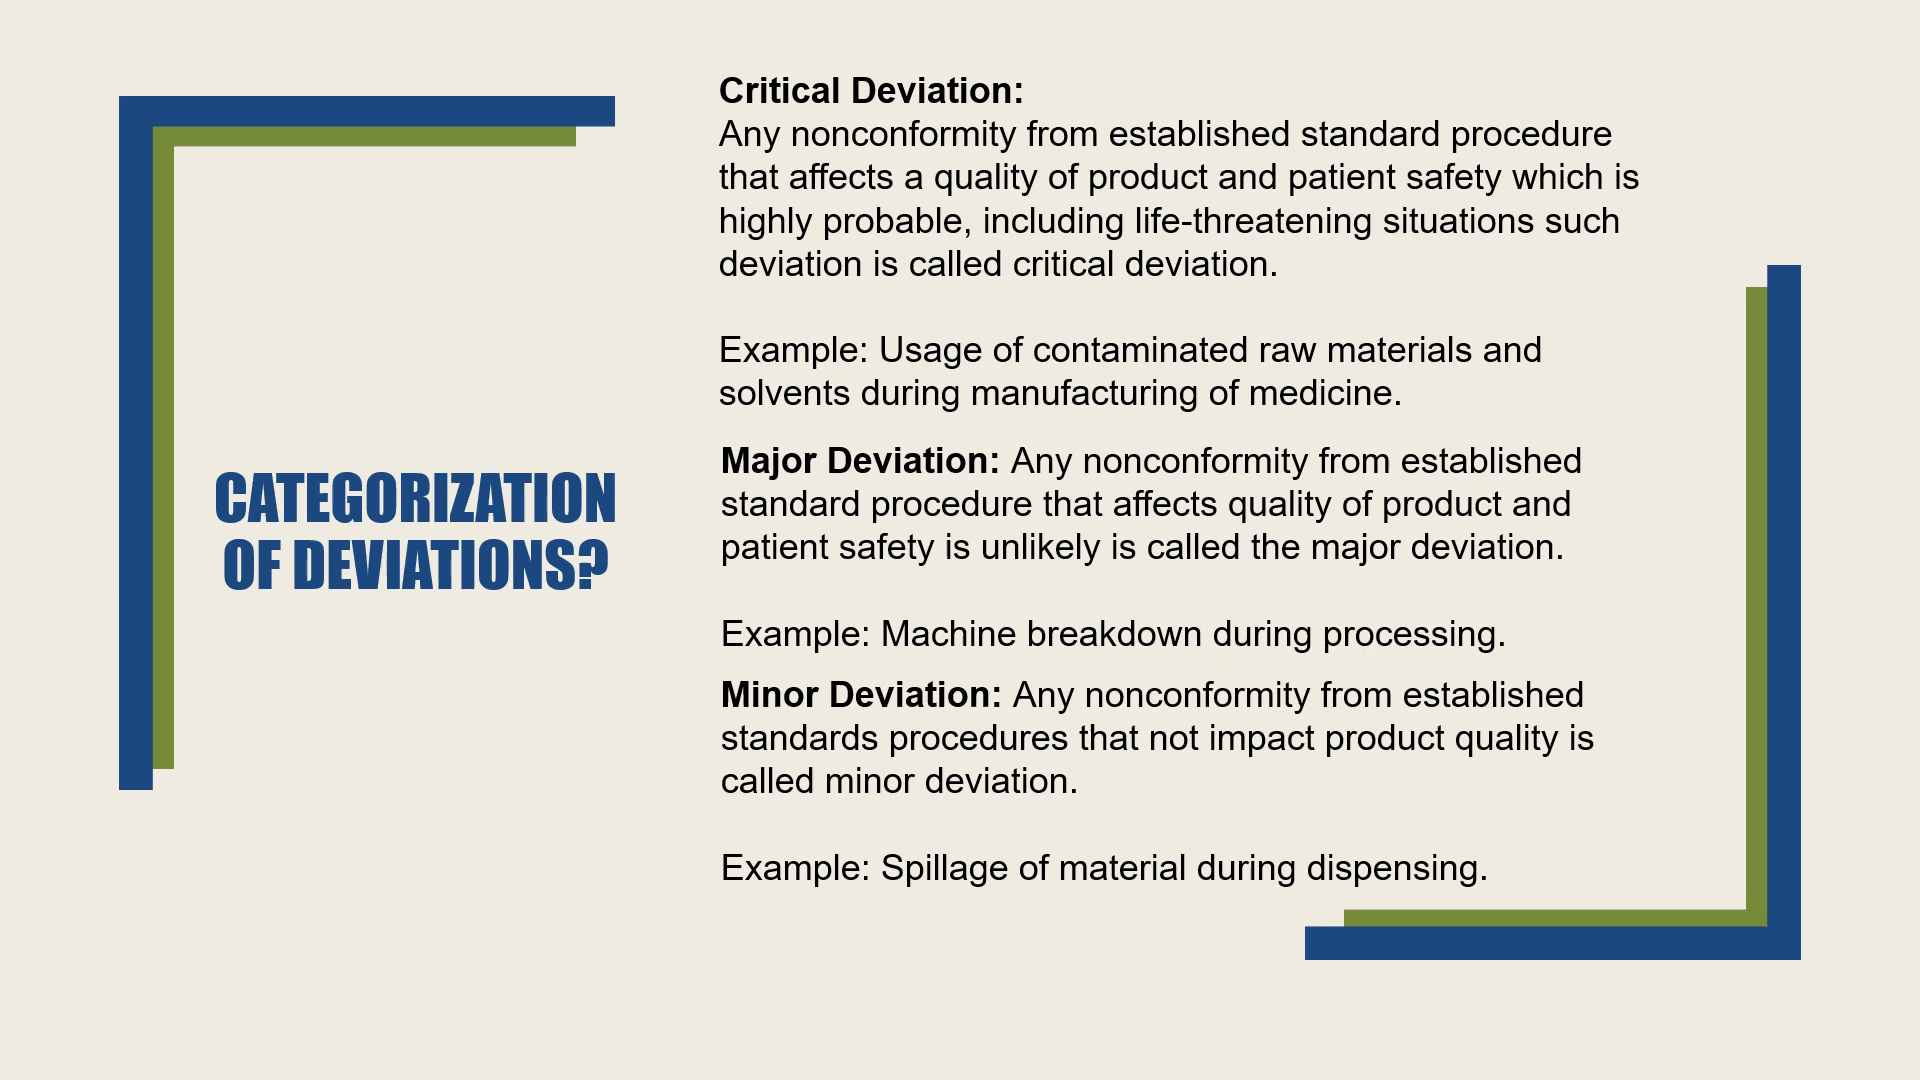 CATEGORIZATION
OF DEVIATIONS?
Critical Deviation:
Any nonconformity from established standard procedure
that affects a quality of product and patient safety which is
highly probable, including life-threatening situations such
deviation is called critical deviation.
Example: Usage of contaminated raw materials and
solvents during manufacturing of medicine.
Major Deviation: Any nonconformity from established
standard procedure that affects quality of product and
patient safety is unlikely is called the major deviation.
Example: Machine breakdown during processing.
Minor Deviation: Any nonconformity from established
standards procedures that not impact product quality is
called minor deviation.
Example: Spillage of material during dispensing.